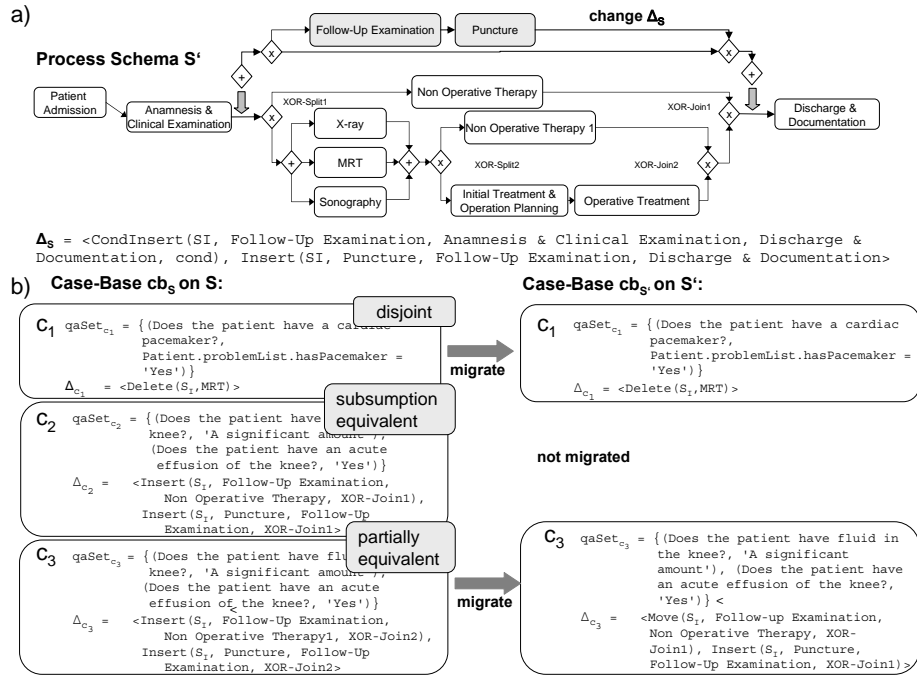 a)
change Δs
Follow-Up Examination
Puncture
Process Schema S‘
Patient
Admission
Anamnesis &
Clinical Examination
XOR-Split1
Non Operative Therapy
XOR-Join1
Discharge &
Documentation
X-ray
MRT
Sonography
Non Operative Therapy 1
XOR-Split2
XOR-Join2
Initial Treatment &
Operation Planning
Operative Treatment
Δs = <CondInsert(SI, Follow-Up Examination, Anamnesis & Clinical Examination, Discharge &
Documentation, cond), Insert(SI, Puncture, Follow-Up Examination, Discharge & Documentation>
b)
Case-Base cbS on S:
Case-Base cbS‘ on S‘:
disjoint
C1 qaSetc1 = {(Does the patient have a cardiac
pacemaker?,
Patient.problemList.hasPacemaker =
'Yes')}
Δc1 = <Delete(SI,MRT)>
migrate
C1 qaSetc1 = {(Does the patient have a cardiac
pacemaker?,
Patient.problemList.hasPacemaker =
'Yes')}
Δc1 = <Delete(SI,MRT)>
subsumption
equivalent
C2 qaSetc2 = {(Does the patient have
knee?, 'A significant amount'),
(Does the patient have an acute
effusion of the knee?, 'Yes')}
Δc2 = <Insert(SI, Follow-Up Examination,
Non Operative Therapy, XOR-Join1),
Insert(SI, Puncture, Follow-Up
Examination, XOR-Join1>
not migrated
partially
equivalent
C3 qaSetc3 = {(Does the patient have flu
knee?, 'A significant amount'),
(Does the patient have an acute
effusion of the knee?, 'Yes')}
<
Δc3 = <Insert(SI, Follow-Up Examination,
Non Operative Therapy1, XOR-Join2),
Insert(SI, Puncture, Follow-Up
Examination, XOR-Join2>
migrate
C3 qaSetc3 = {(Does the patient have fluid in
the knee?, 'A significant
amount'), (Does the patient have
an acute effusion of the knee?,
'Yes')} <
Δc3 = <Move(SI, Follow-up Examination,
Non Operative Therapy, XOR-
Join1), Insert(SI, Puncture,
Follow-Up Examination, XOR-Join1)>